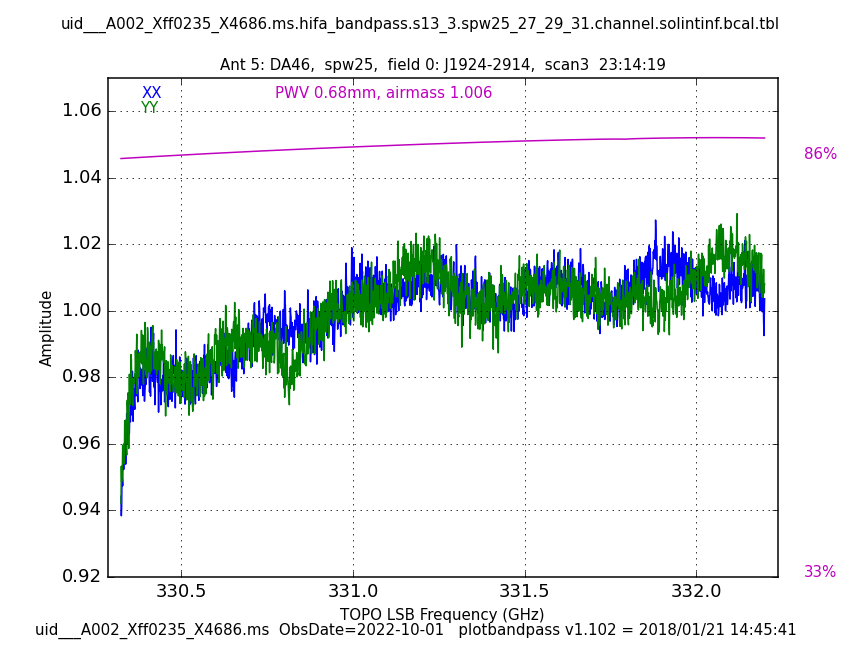 uid___A002_Xff0235_X4686.ms.hifa_bandpass.s13_3.spw25_27_29_31.channel.solintinf.bcal.tbl
Ant 5: DA46,  spw25,  field 0: J1924-2914,  scan3  23:14:19
XX
YY
PWV 0.68mm, airmass 1.006
1.06
1.04
1.02
1.00
0.98
0.96
0.94
0.92
Amplitude
86%
33%
330.5
331.0
331.5
332.0
TOPO LSB Frequency (GHz)
uid___A002_Xff0235_X4686.ms  ObsDate=2022-10-01   plotbandpass v1.102 = 2018/01/21 14:45:41